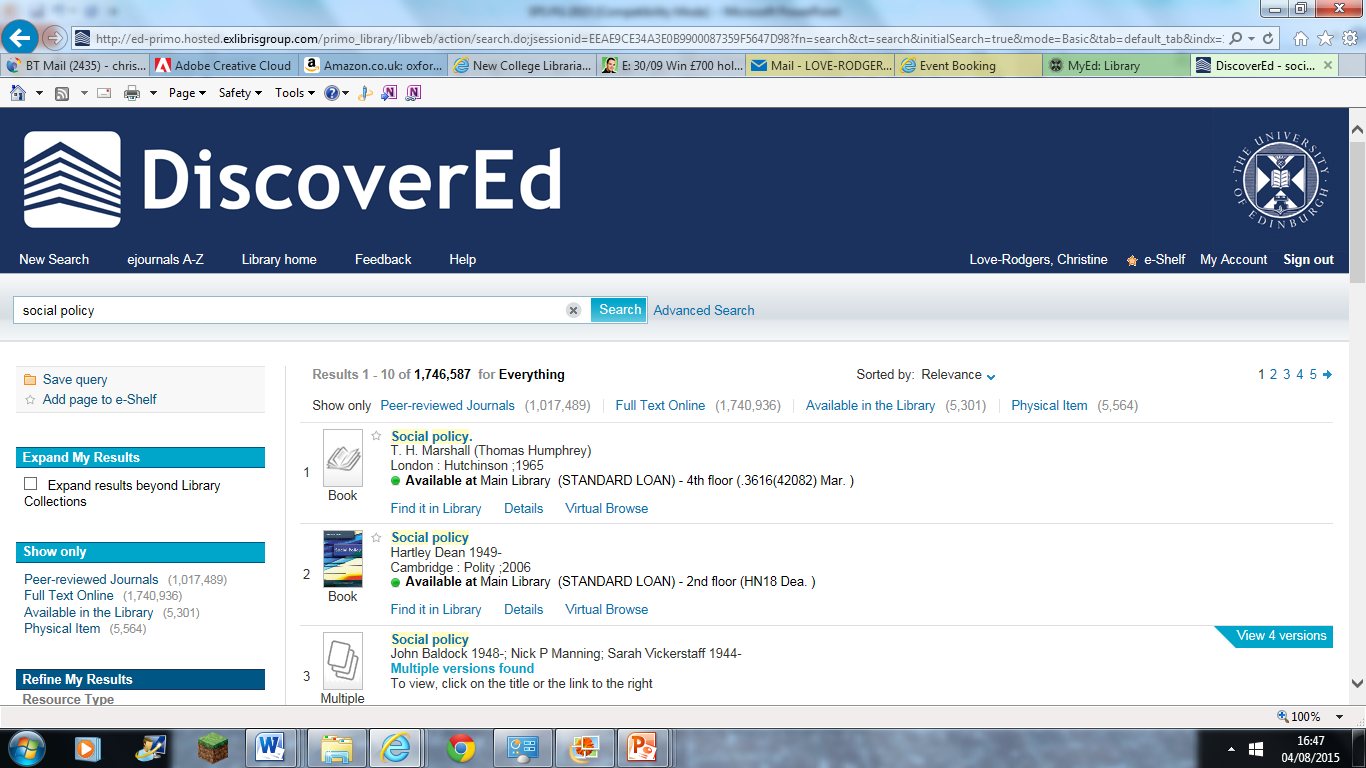 SPS PG 2015 [Compatibility Mode] - Microsoft PowerPoint
http://ed-primo.hosted.exlibrisgroup.com/primo_library/libweb/action/search.do;jsessionid=EEAE9CE34A3E0B9900087359F5647D98?fn=search&ct=search&initialSearch=true&mode=Basic&tab=default_tab&indx=
BT Mail (2435) - chris... Adobe Creative Cloud Amazon.co.uk: oxfor... New College Libraria... E: 30/09 Win £700 hol... Mail - LOVE-RODGER... Event Booking MyEd: Library DiscoverEd - soci...
Page Safety Tools
DiscoverEd
THE UNIVERSITY OF EDINBURGH
New Search ejournals A-Z Library home Feedback Help Love-Rodgers, Christine e-Shelf My Account Sign out
social policy Search Advanced Search
Save query
Add page to e-Shelf
Expand My Results
Expand results beyond Library
Collections
Show only
Peer-reviewed Journals (1,017,489)
Full Text Online (1,740,936)
Available in the Library (5,301)
Physical Item (5,564)
Refine My Results
Resource Type
Results 1 - 10 of 1,746,587 for Everything Sorted by: Relevance 1 2 3 4 5
Show only Peer-reviewed Journals (1,017,489) Full Text Online (1,740,936) Available in the Library (5,301) Physical Item (5,564)
1
Book
Social policy.
T. H. Marshall (Thomas Humphrey)
London : Hutchinson ;1965
Available at Main Library (STANDARD LOAN) - 4th floor (.3616(42082) Mar. )
Find it in Library Details Virtual Browse
2
Social Policy
Book
Social policy
Hartley Dean 1949-
Cambridge : Polity ;2006
Available at Main Library (STANDARD LOAN) - 2nd floor (HN18 Dea. )
Find it in Library Details Virtual Browse
3
Multiple
Social policy
John Baldock 1948-; Nick P Manning; Sarah Vickerstaff 1944-
Multiple versions found
To view, click on the title or the link to the right
View 4 versions
100%
16:47
04/08/2015